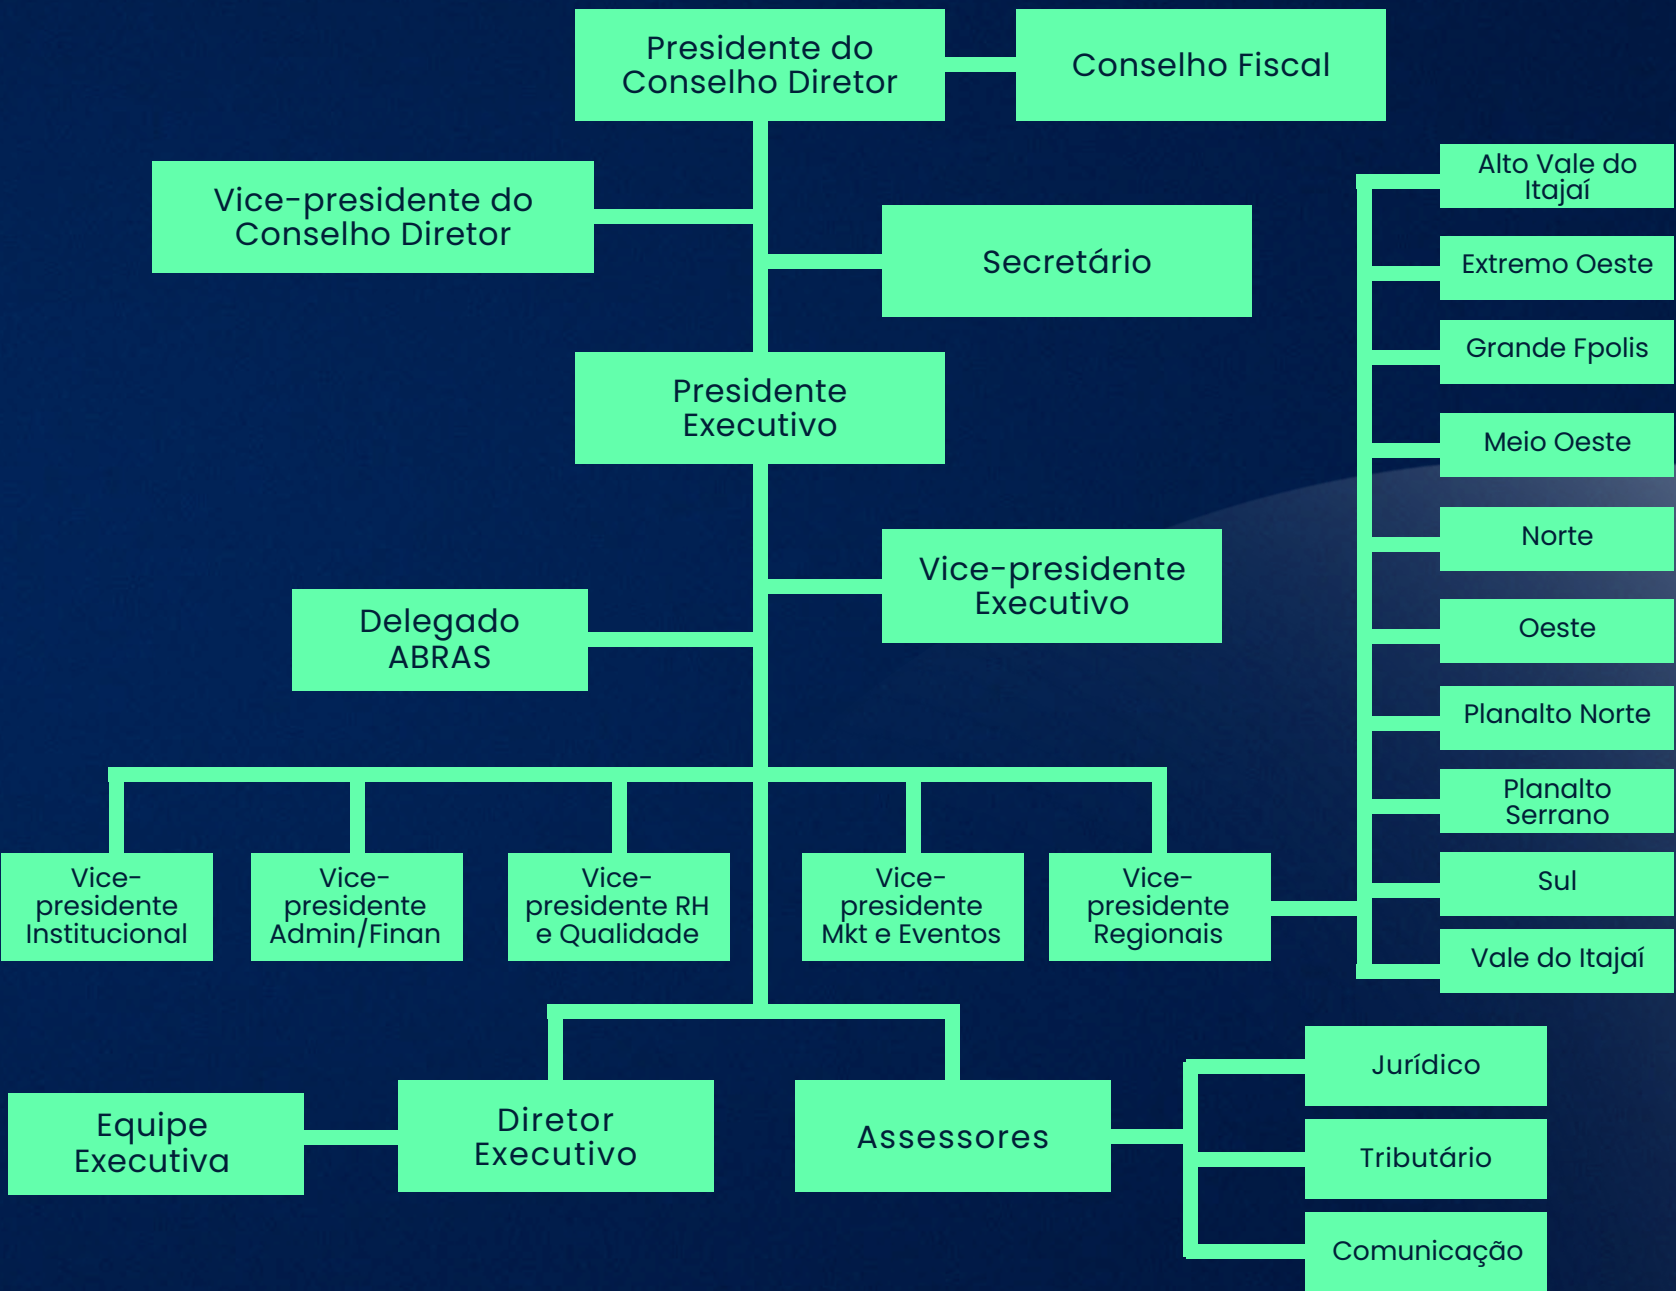 Presidente do
Conselho Diretor
Conselho Fiscal
Vice-presidente do
Conselho Diretor
Secretário
Presidente
Executivo
Vice-presidente
Executivo
Delegado
ABRAS
Alto Vale do
Itajaí
Extremo Oeste
Grande Fpolis
Meio Oeste
Norte
Oeste
Planalto Norte
Planalto
Serrano
Sul
Vale do Itajaí
Vice-
presidente
Institucional
Vice-
presidente
Admin/Finan
Vice-
presidente RH
e Qualidade
Vice-
presidente
Mkt e Eventos
Vice-
presidente
Regionais
Equipe
Executiva
Diretor
Executivo
Assessores
Jurídico
Tributário
Comunicação